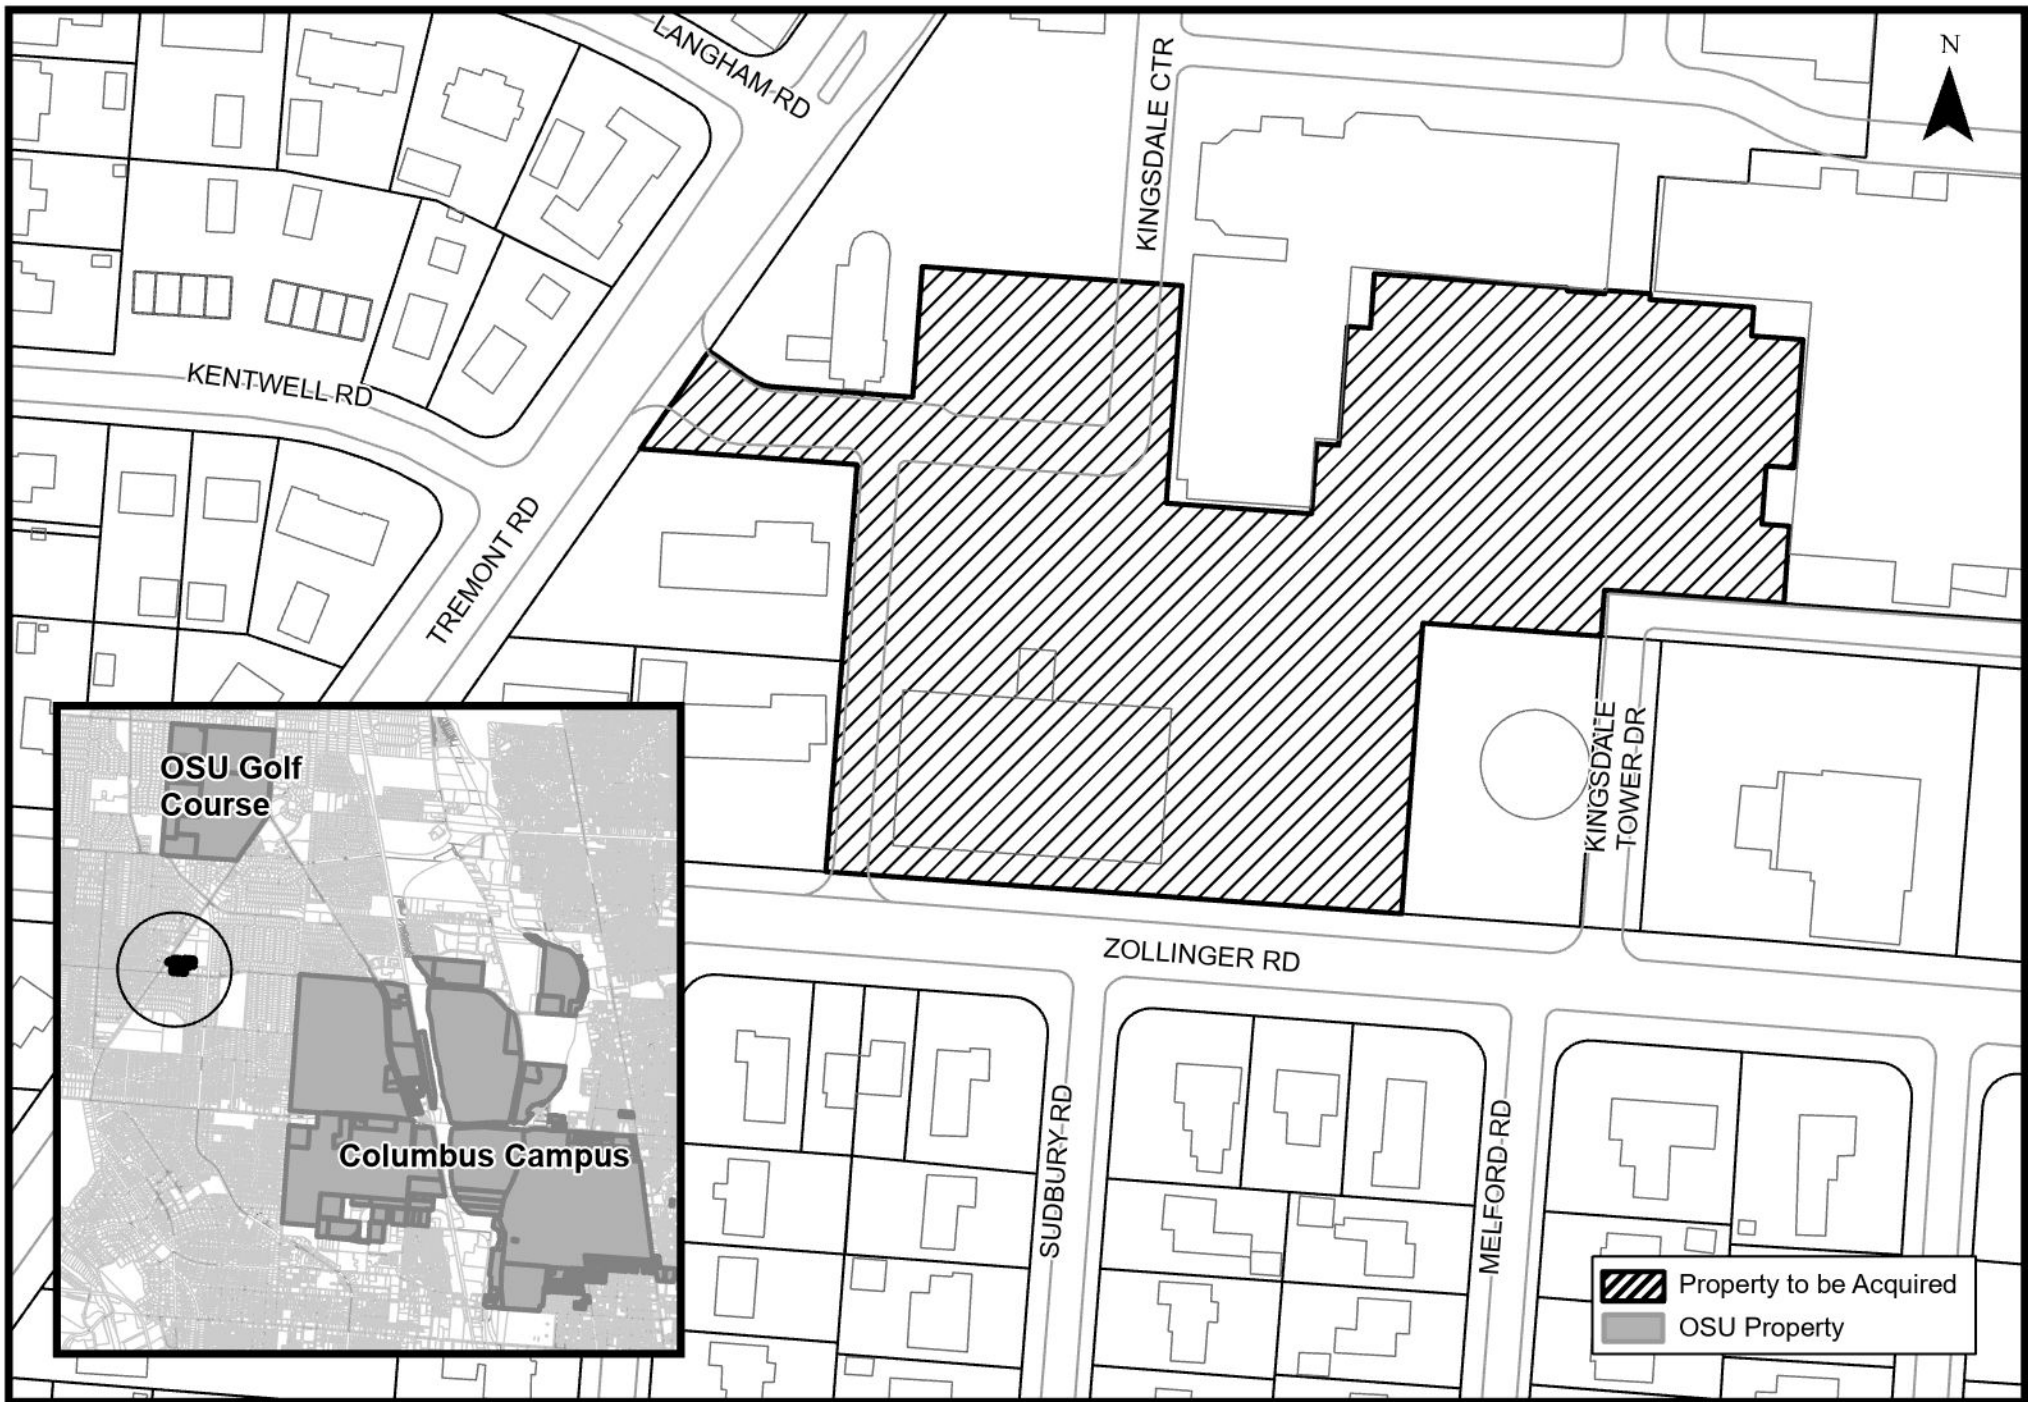 LANGHAM RD
KINGSDALE CTR
N
KENTWELL RD
TREMONT RD
KINGSDALE
TOWER DR
OSU Golf
Course
ZOLLINGER RD
Columbus Campus
SUDBURY RD
MELFORD RD
Property to be Acquired
OSU Property